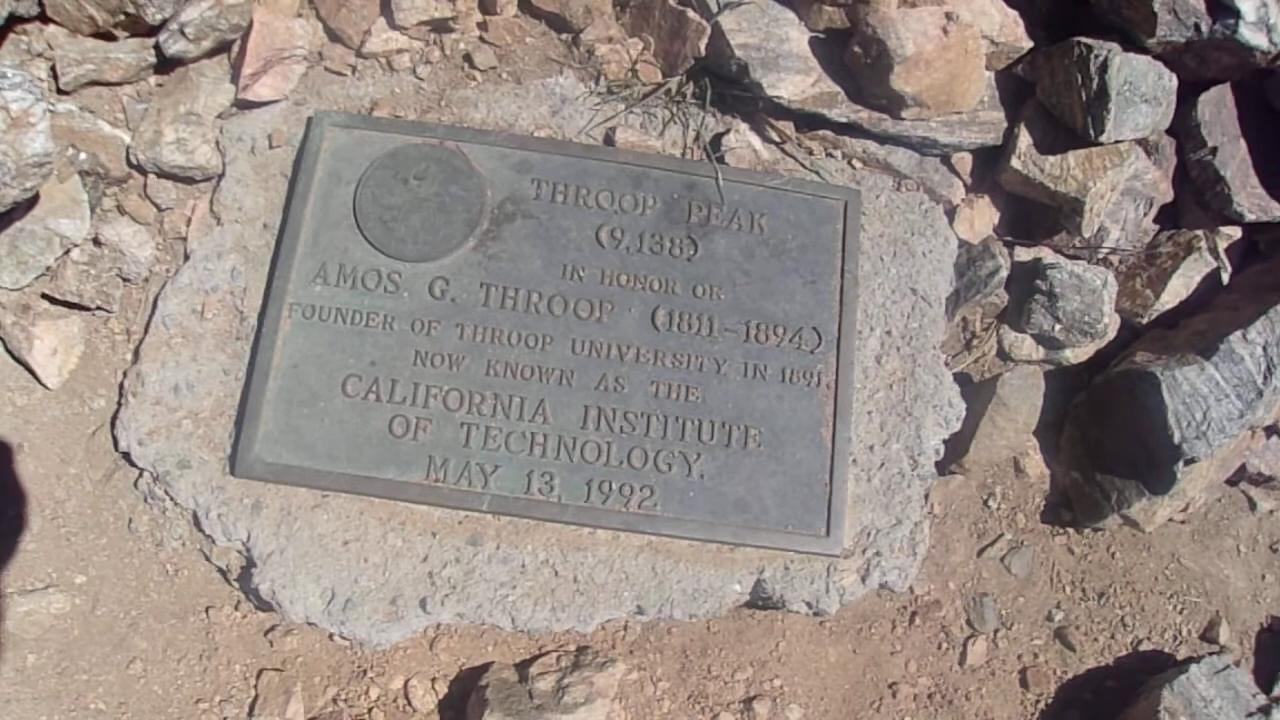 THROOP PEAK
(9,138)
IN HONOR OF
AMOS G. THROOP (1811-1894)
FOUNDER OF THROOP UNIVERSITY IN 1891,
NOW KNOWN AS THE
CALIFORNIA INSTITUTE
OF TECHNOLOGY.
MAY 13, 1992